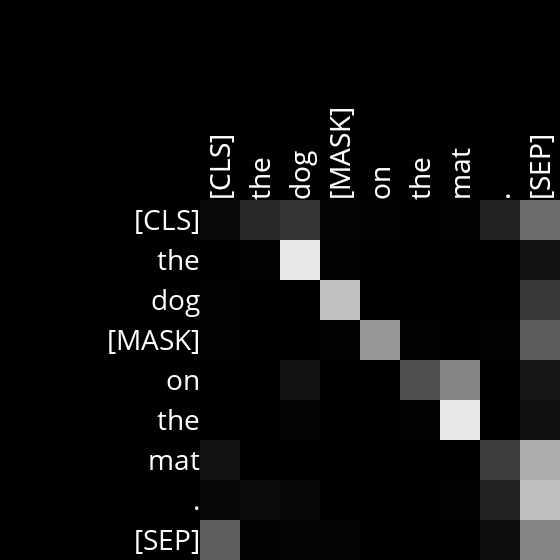 [CLS] the dog [MASK] on the mat . [SEP]
[CLS]
the
dog
[MASK]
on
the
mat
.
[SEP]